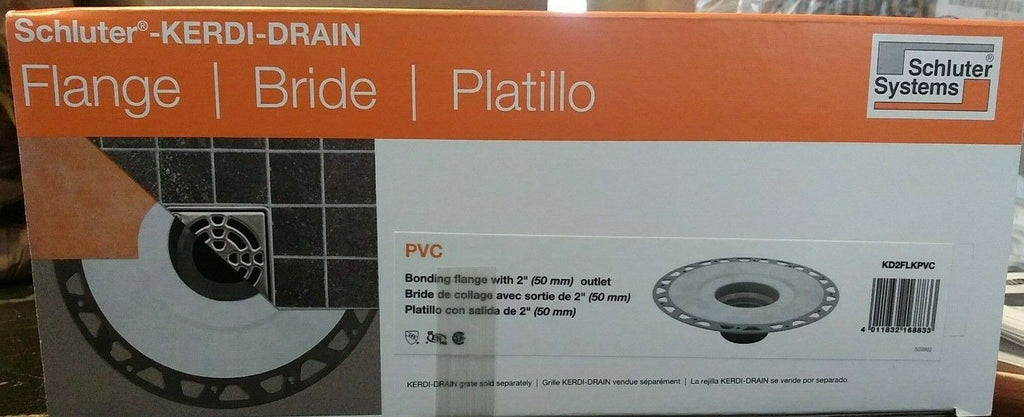 Schluter®-KERDI-DRAIN
Flange | Bride | Platillo
Schluter®
Systems
PVC
Bonding flange with 2" (50 mm) outlet
Bride de collage avec sortie de 2" (50 mm)
Platillo con salida de 2" (50 mm)
KD2FLKPVC
4 011832 168833
KERDI-DRAIN grate sold separately | Grille KERDI-DRAIN vendue séparément | La rejilla KERDI-DRAIN se vende por separado